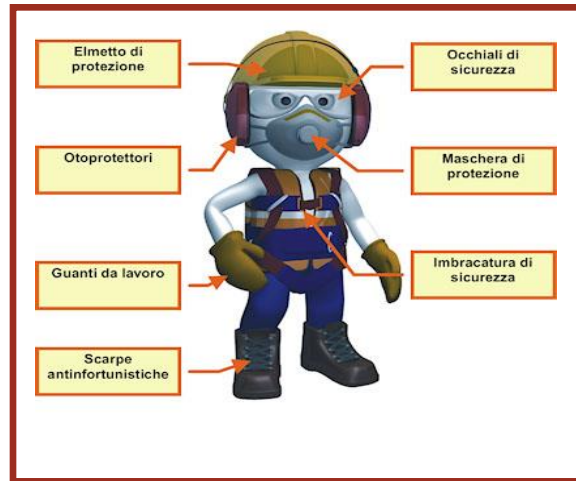 Elmetto di
protezione
Occhiali di
sicurezza
Otoprotettori
Maschera di
protezione
Guanti da lavoro
Imbracatura di
sicurezza
Scarpe
antinfortunistiche